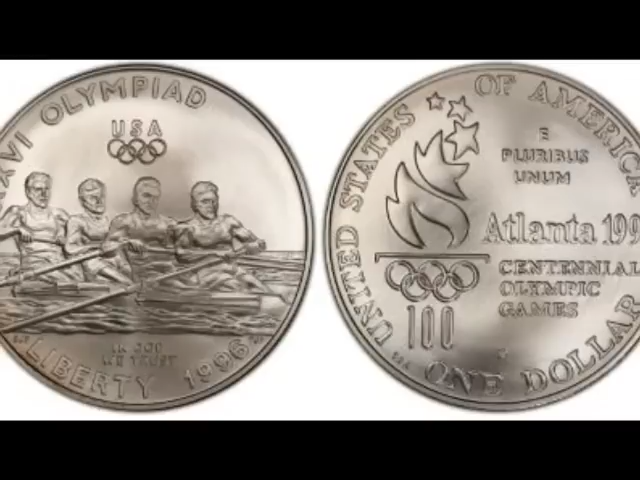 XXVI OLYMPIAD
USA
IN GOD
WE TRUST
LIBERTY 1996
UNITED STATES OF AMERICA
E
PLURIBUS
UNUM
Atlanta 199
CENTENNIAL
OLYMPIC
GAMES
100
ONE DOLLAR